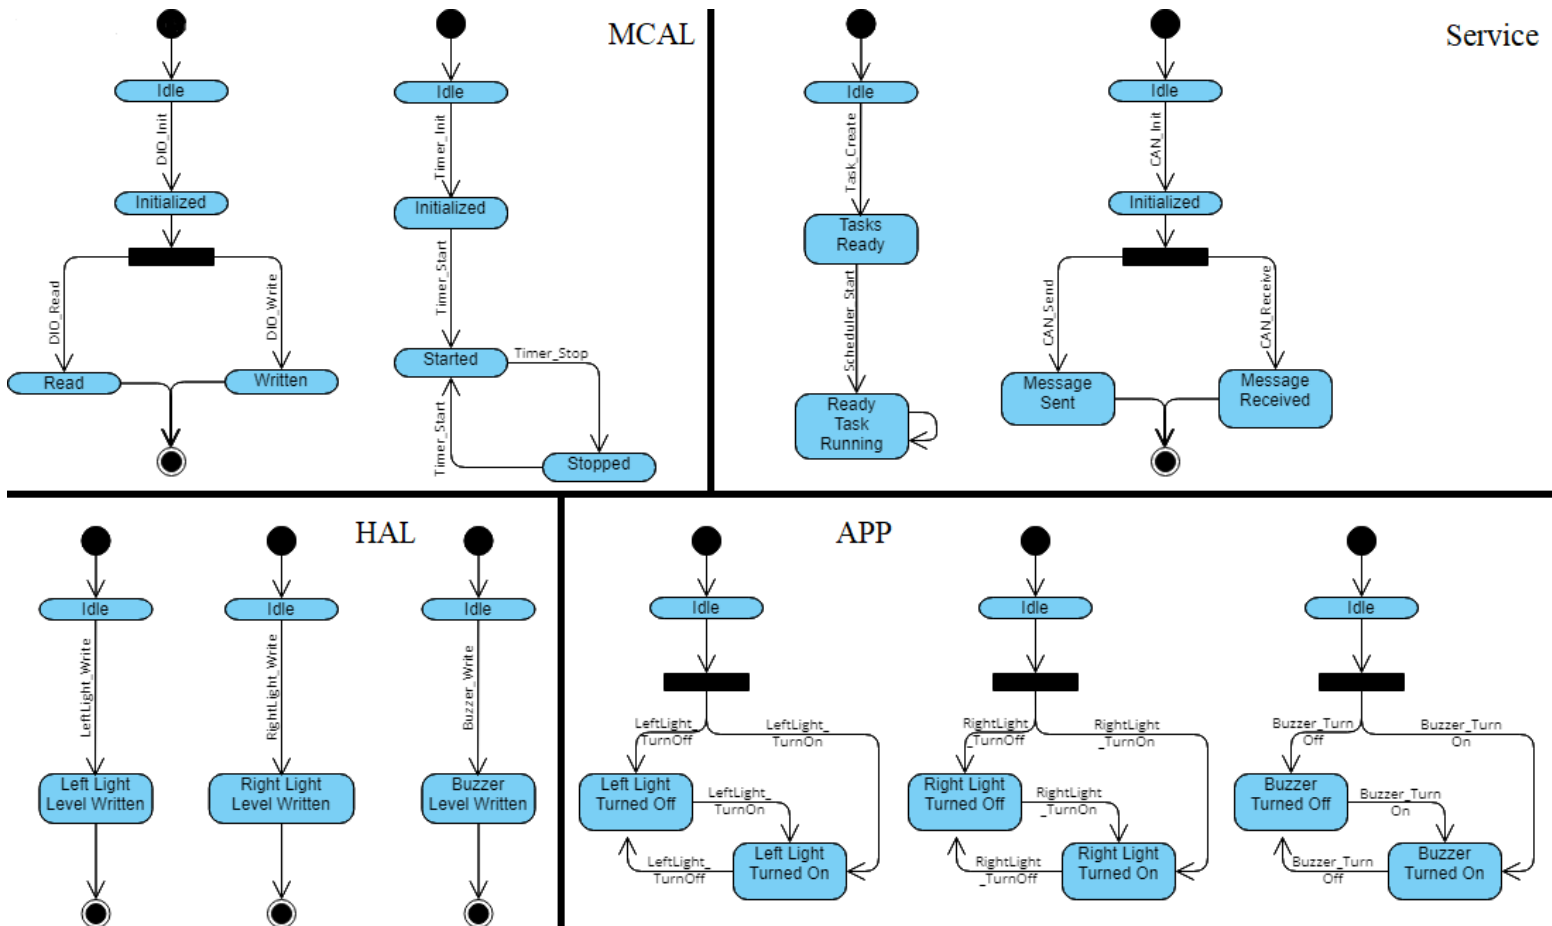 MCAL
Idle
DIO_Init
Initialized
DIO_Read
DIO_Write
Read
Written
Idle
Timer_Init
Initialized
Timer_Start
Started
Timer_Stop
Timer_Start
Stopped
Service
Idle
Task_Create
Tasks
Ready
Scheduler_Start
Ready
Task
Running
Idle
CAN_Init
Initialized
CAN_Send
CAN_Receive
Message
Sent
Message
Received
HAL
Idle
LeftLight_Write
Left Light
Level Written
Idle
RightLight_Write
Right Light
Level Written
Idle
Buzzer_Write
Buzzer
Level Written
APP
Idle
LeftLight_
TurnOff
LeftLight_
TurnOn
Left Light
Turned Off
LeftLight_
TurnOn
LeftLight_
TurnOff
Left Light
Turned On
Idle
RightLight
_TurnOff
RightLight
_TurnOn
Right Light
Turned Off
RightLight
_TurnOn
RightLight
_TurnOff
Right Light
Turned On
Idle
Buzzer_Turn
Off
Buzzer_Turn
On
Buzzer
Turned Off
Buzzer_Turn
On
Buzzer_Turn
Off
Buzzer
Turned On